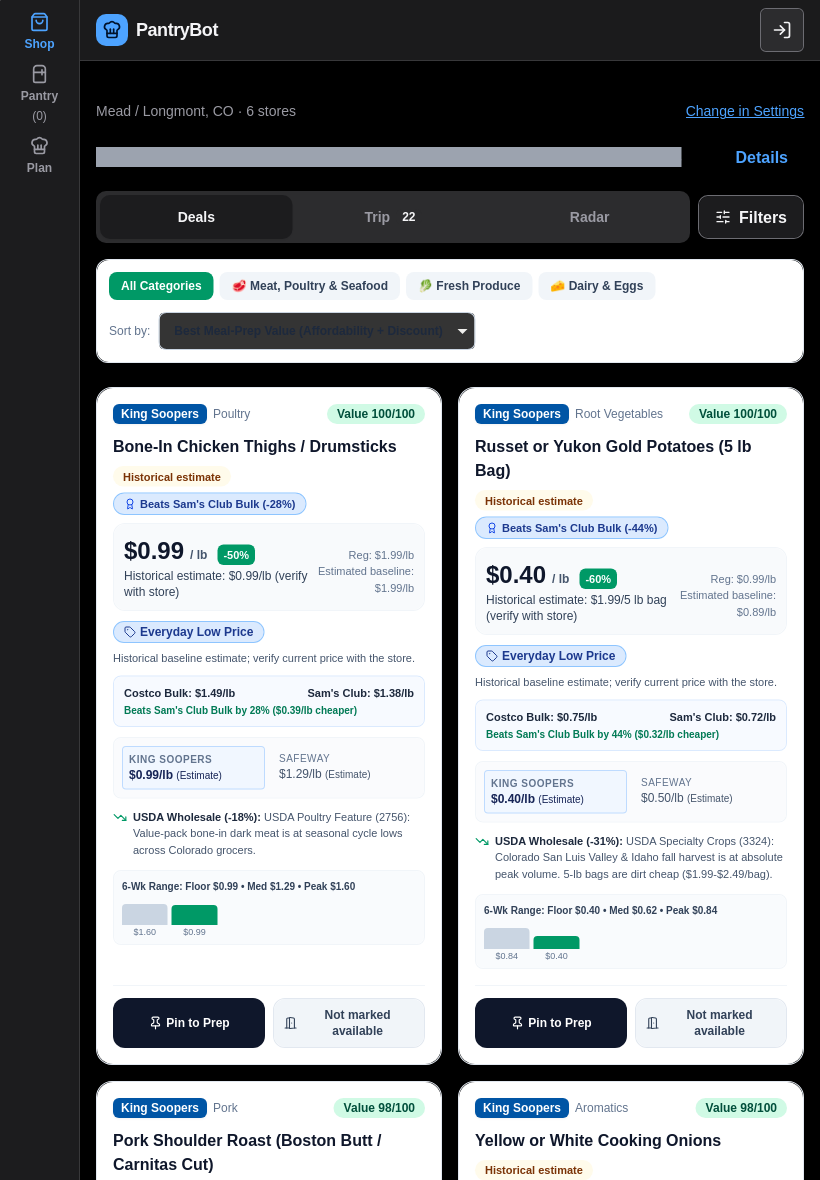 Shop
Pantry
(0)
Plan
PantryBot
Mead / Longmont, CO · 6 stores
Change in Settings
Details
Deals
Trip 22
Radar
Filters
All Categories
🥩 Meat, Poultry & Seafood
🥬 Fresh Produce
🧀 Dairy & Eggs
Sort by:
Best Meal-Prep Value (Affordability + Discount)
King Soopers Poultry
Value 100/100
Bone-In Chicken Thighs / Drumsticks
Historical estimate
Beats Sam's Club Bulk (-28%)
$0.99 / lb -50%
Historical estimate: $0.99/lb (verify
with store)
Reg: $1.99/lb
Estimated baseline:
$1.99/lb
Everyday Low Price
Historical baseline estimate; verify current price with the store.
Costco Bulk: $1.49/lb
Sam's Club: $1.38/lb
Beats Sam's Club Bulk by 28% ($0.39/lb cheaper)
KING SOOPERS
$0.99/lb (Estimate)
SAFEWAY
$1.29/lb (Estimate)
USDA Wholesale (-18%): USDA Poultry Feature (2756):
Value-pack bone-in dark meat is at seasonal cycle lows
across Colorado grocers.
6-Wk Range: Floor $0.99 • Med $1.29 • Peak $1.60
$1.60
$0.99
Pin to Prep
Not marked
available
King Soopers Root Vegetables
Value 100/100
Russet or Yukon Gold Potatoes (5 lb
Bag)
Historical estimate
Beats Sam's Club Bulk (-44%)
$0.40 / lb -60%
Historical estimate: $1.99/5 lb bag
(verify with store)
Reg: $0.99/lb
Estimated baseline:
$0.89/lb
Everyday Low Price
Historical baseline estimate; verify current price with the store.
Costco Bulk: $0.75/lb
Sam's Club: $0.72/lb
Beats Sam's Club Bulk by 44% ($0.32/lb cheaper)
KING SOOPERS
$0.40/lb (Estimate)
SAFEWAY
$0.50/lb (Estimate)
USDA Wholesale (-31%): USDA Specialty Crops (3324):
Colorado San Luis Valley & Idaho fall harvest is at absolute
peak volume. 5-lb bags are dirt cheap ($1.99-$2.49/bag).
6-Wk Range: Floor $0.40 • Med $0.62 • Peak $0.84
$0.84
$0.40
Pin to Prep
Not marked
available
King Soopers Pork
Value 98/100
Pork Shoulder Roast (Boston Butt /
Carnitas Cut)
King Soopers Aromatics
Value 98/100
Yellow or White Cooking Onions
Historical estimate